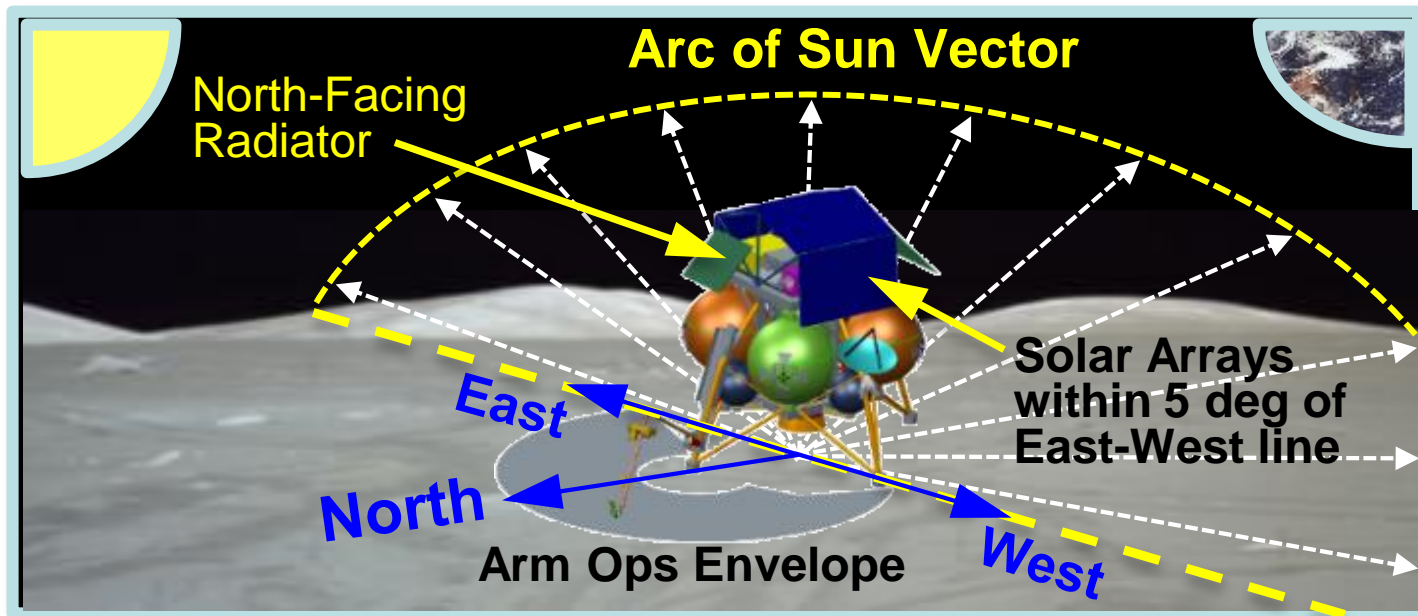 Arc of Sun Vector
North-Facing
Radiator
Solar Arrays
within 5 deg of
East-West line
East
North
West
Arm Ops Envelope